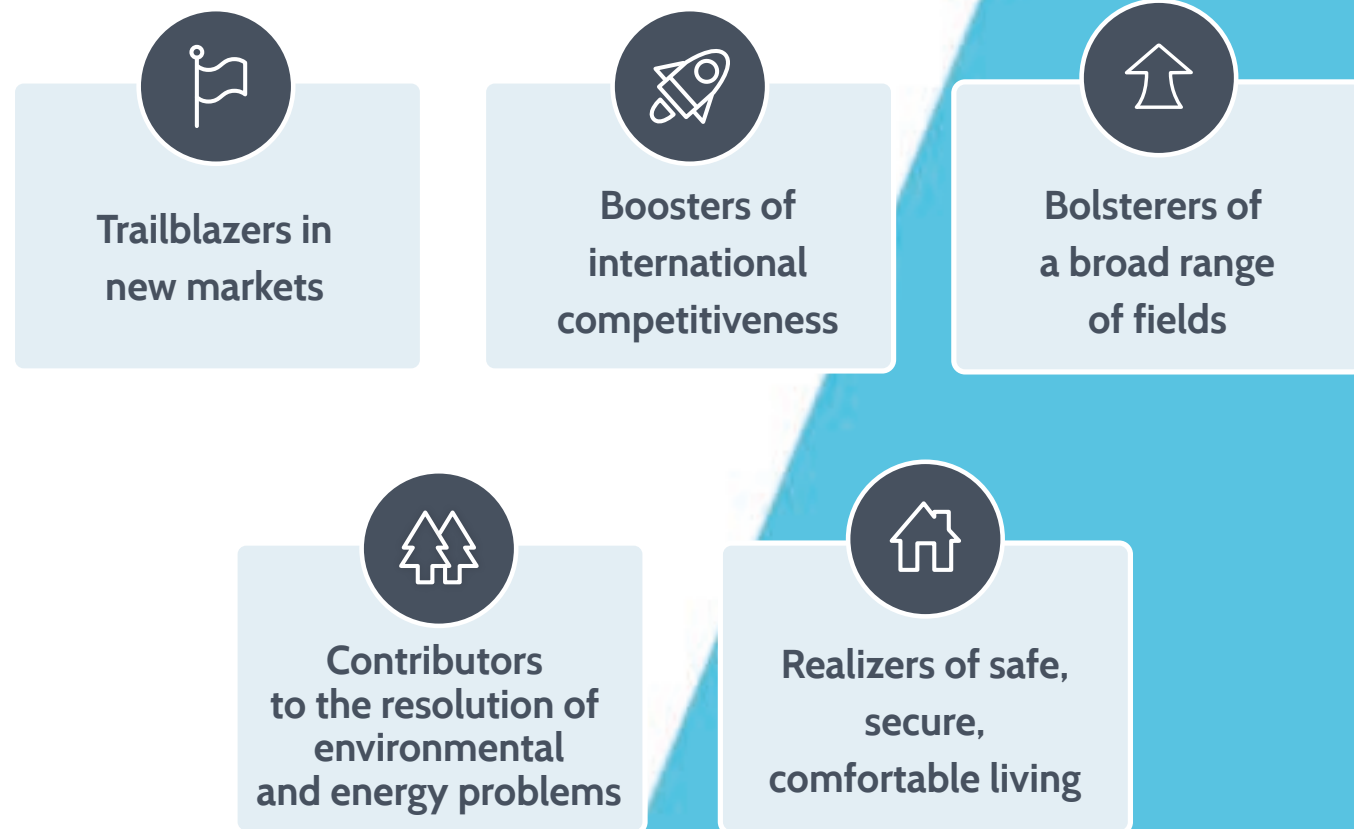 Trailblazers in
new markets
Boosters of
international
competitiveness
Bolsterers of
a broad range
of fields
Contributors
to the resolution of
environmental
and energy problems
Realizers of safe,
secure,
comfortable living